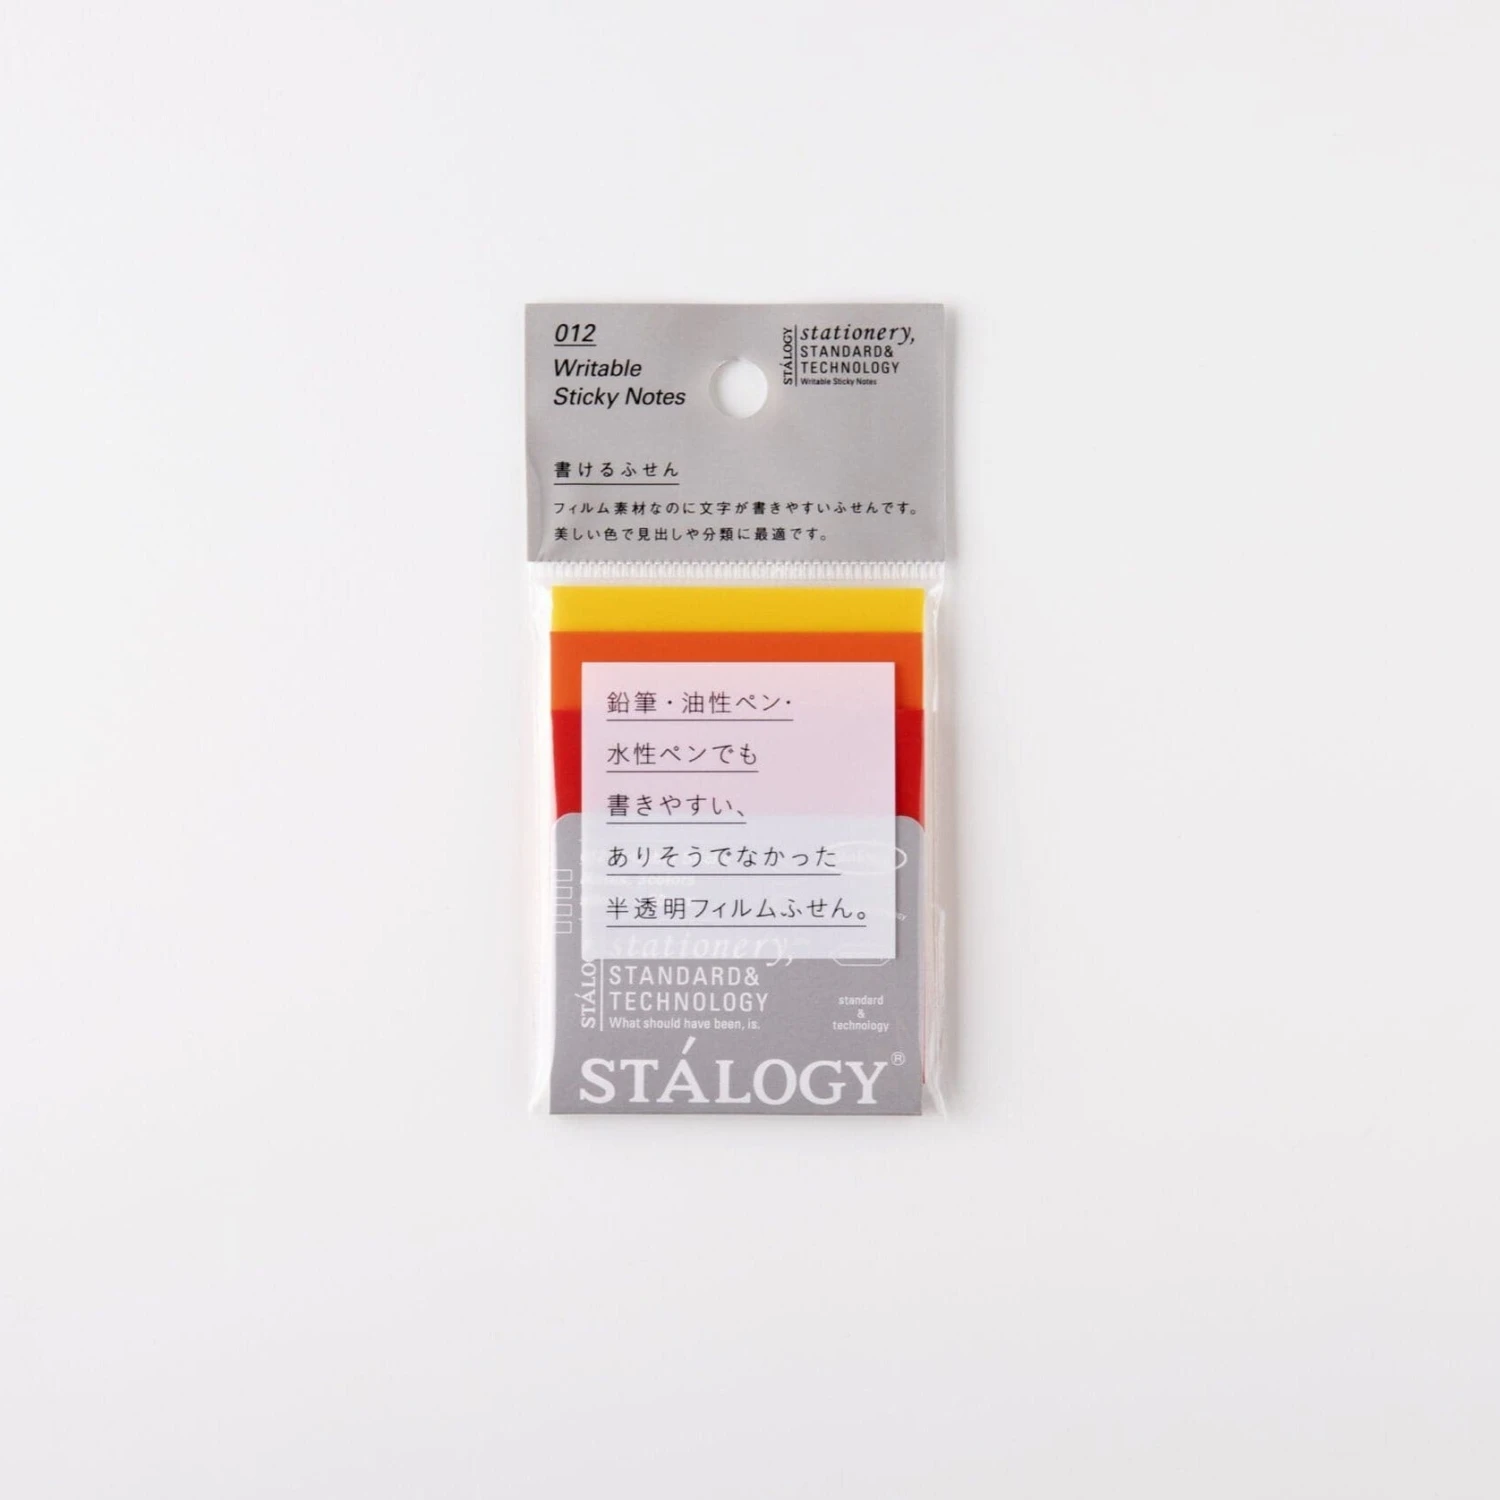 012
Writable
Sticky Notes
STÁLOGY
stationery,
STANDARD&
TECHNOLOGY
Writable Sticky Notes
書けるふせん
フィルム素材なのに文字が書きやすいふせんです。
美しい色で見出しや分類に最適です。
鉛筆・油性ペン・
水性ペンでも
書きやすい、
ありそうでなかった
半透明フィルムふせん。
stationery,
STANDARD&
TECHNOLOGY
What should have been, is.
standard
&
technology
STÁLOGY®